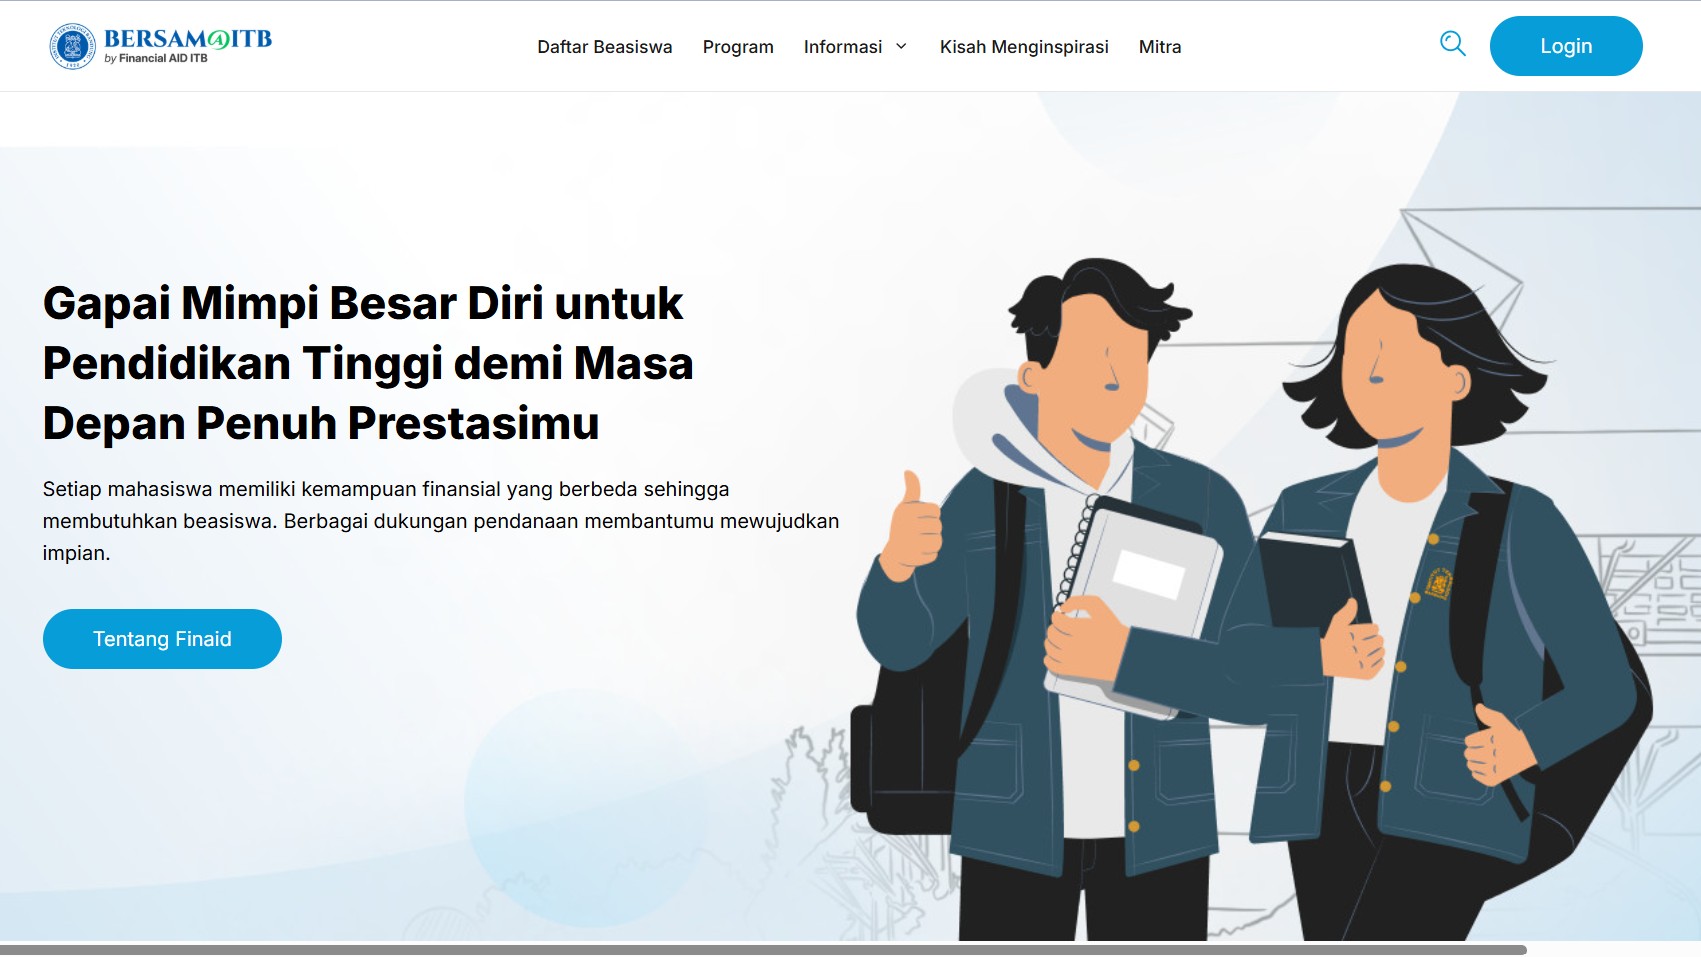 BERSAM@ITB
by Financial AID ITB
Daftar Beasiswa
Program
Informasi
Kisah Menginspirasi
Mitra
Login
Gapai Mimpi Besar Diri untuk
Pendidikan Tinggi demi Masa
Depan Penuh Prestasimu
Setiap mahasiswa memiliki kemampuan finansial yang berbeda sehingga
membutuhkan beasiswa. Berbagai dukungan pendanaan membantumu mewujudkan
impian.
Tentang Finaid